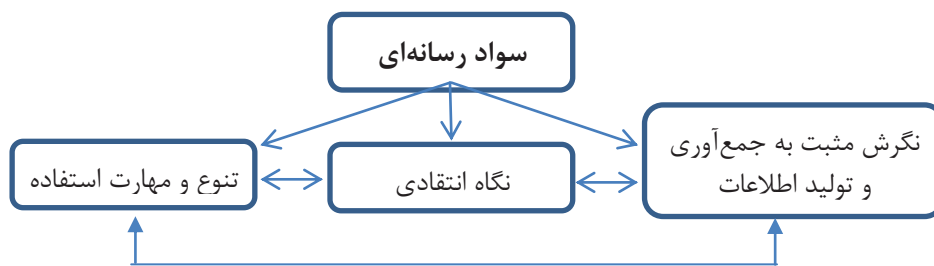 سواد رسانه‌ای
نگرش مثبت به جمع‌آوری
و تولید اطلاعات
نگاه انتقادی
تنوع و مهارت استفاده